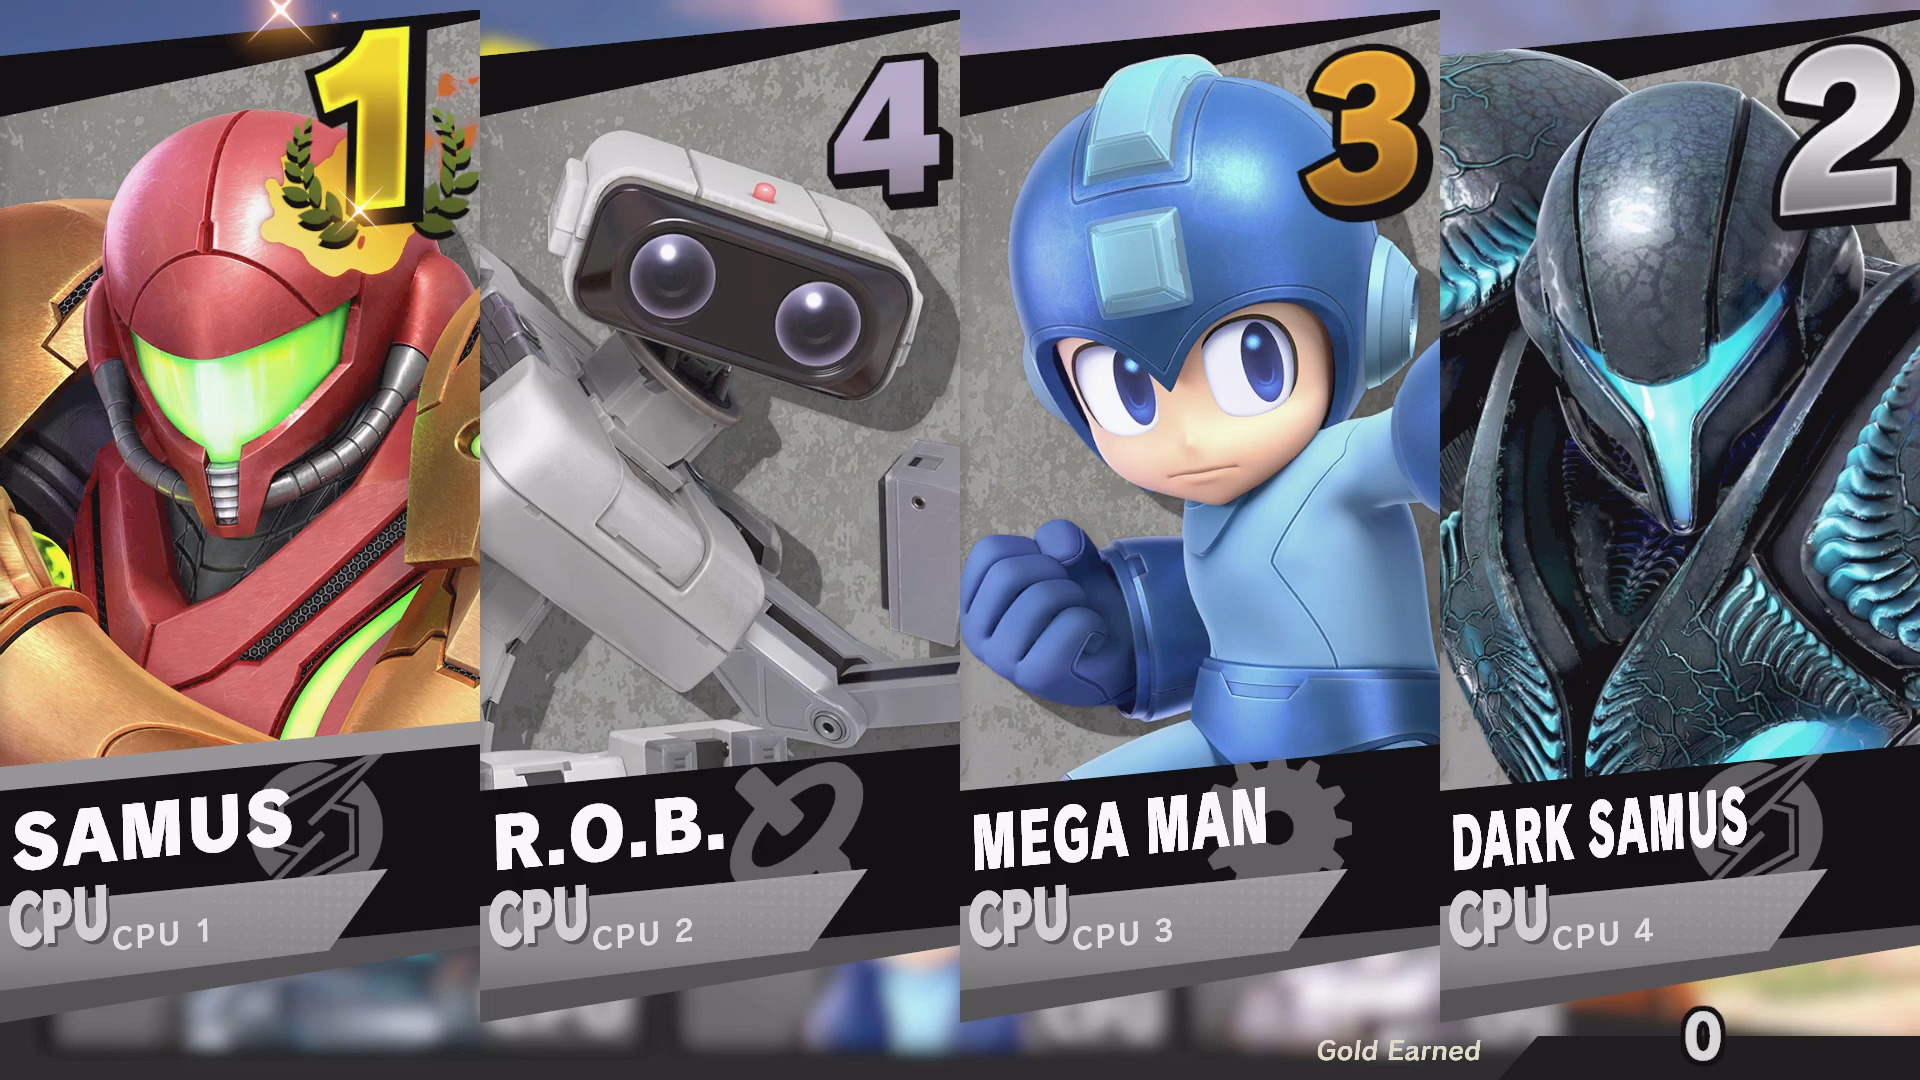 1
SAMUS
CPU CPU 1
4
R.O.B.
CPU CPU 2
3
MEGA MAN
CPU CPU 3
2
DARK SAMUS
CPU CPU 4
Gold Earned 0